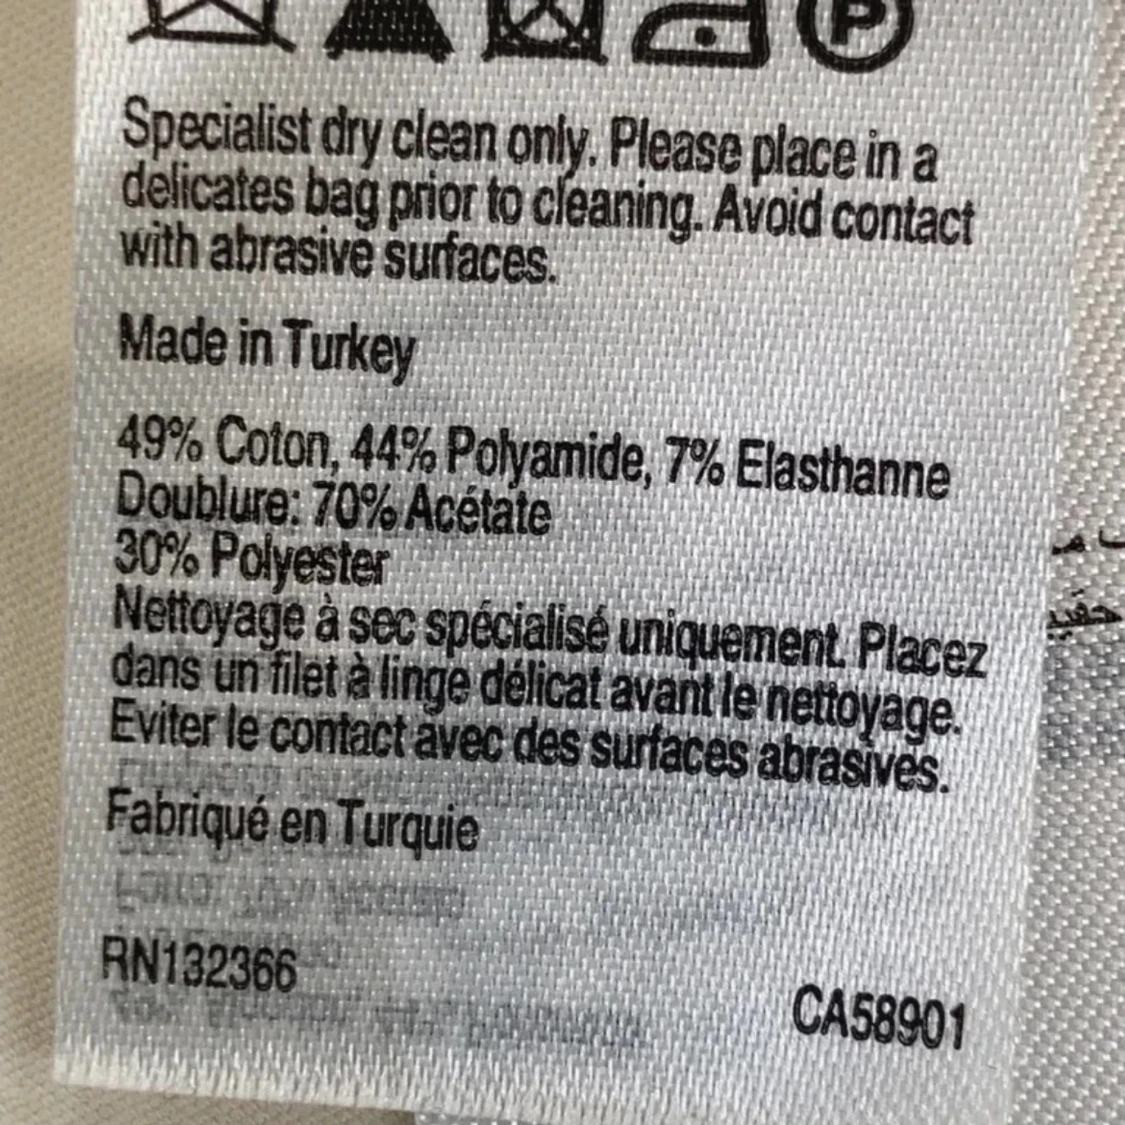 P
Specialist dry clean only. Please place in a
delicates bag prior to cleaning. Avoid contact
with abrasive surfaces.
Made in Turkey
49% Coton, 44% Polyamide, 7% Elasthanne
Doublure: 70% Acétate
30% Polyester
Nettoyage à sec spécialisé uniquement. Placez
dans un filet à linge délicat avant le nettoyage.
Eviter le contact avec des surfaces abrasives.
Fabriqué en Turquie
RN132366
CA58901